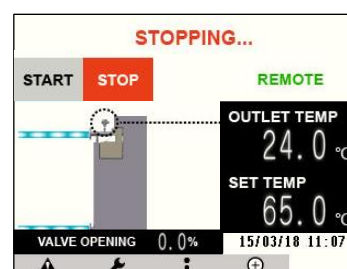 STOPPING...
START STOP REMOTE
OUTLET TEMP
24.0 °C
SET TEMP
65.0 °C
VALVE OPENING 0.0% 15/03/18 11:07